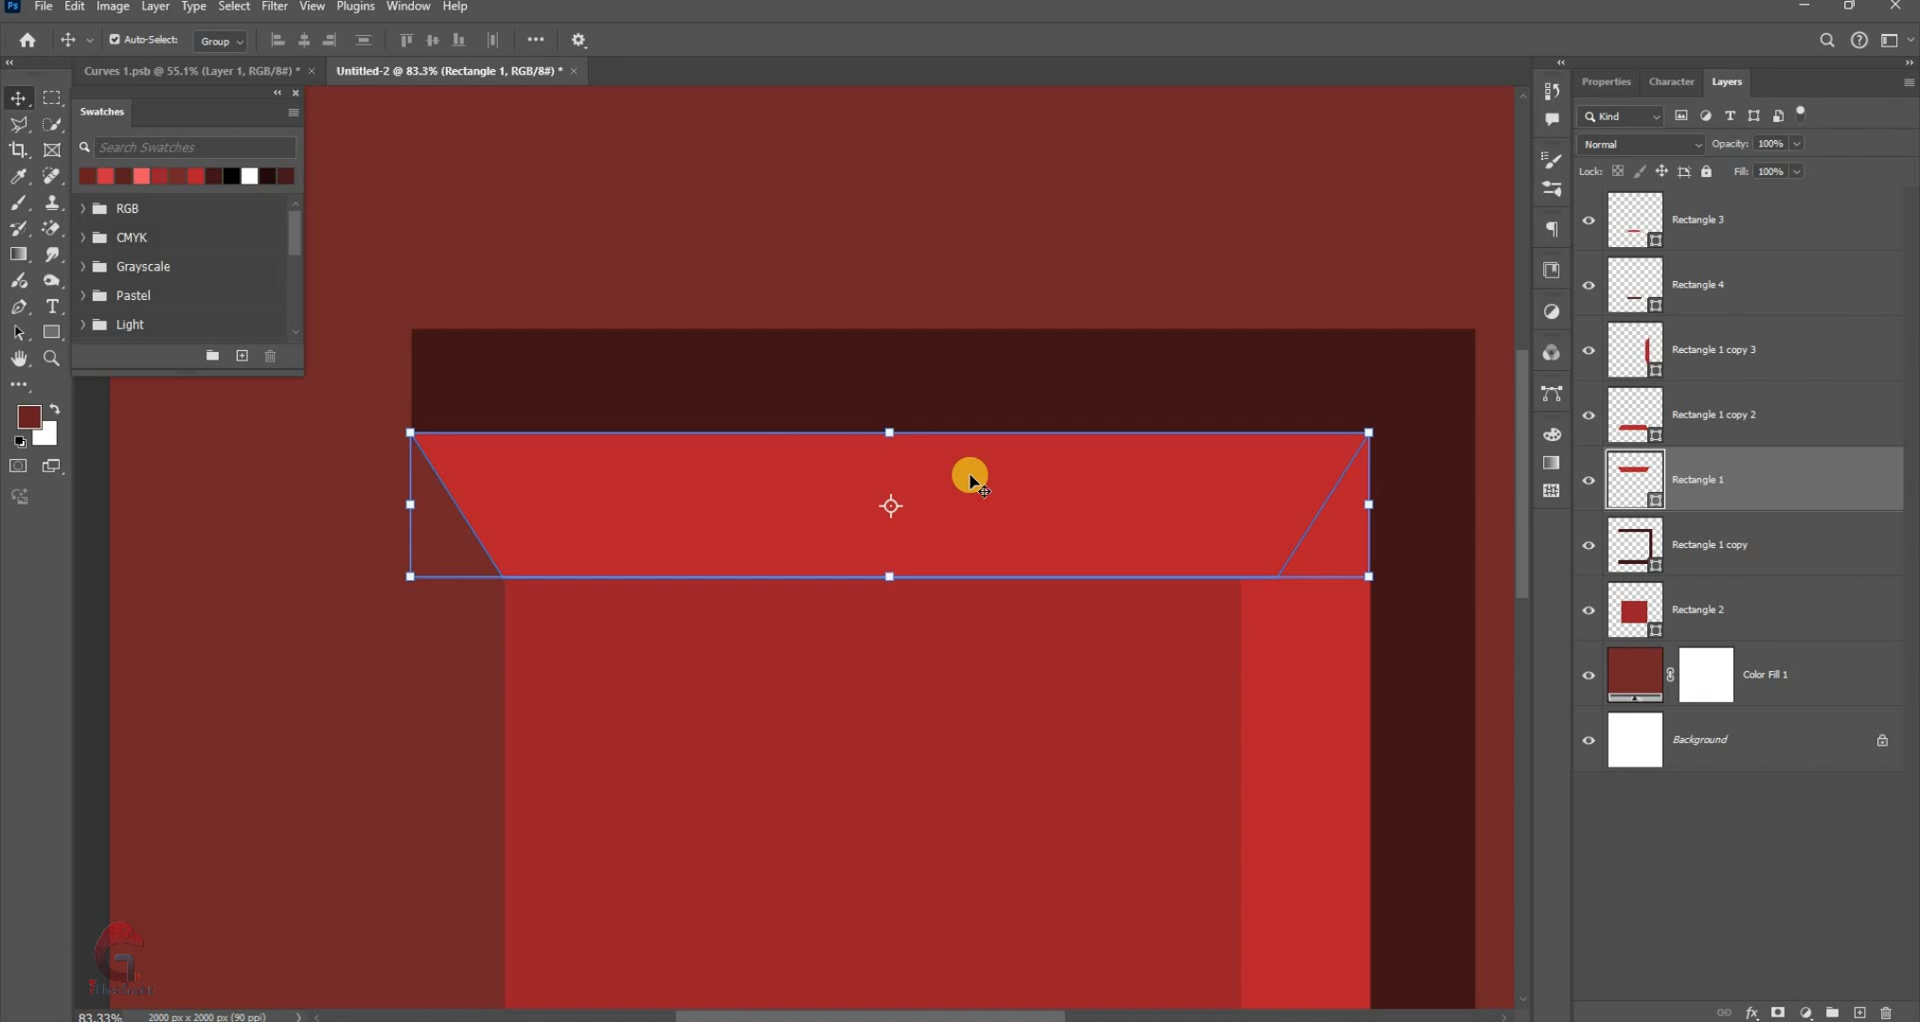 Ps File Edit Image Layer Type Select Filter View Plugins Window Help
Auto-Select: Group
Curves 1.psb @ 55.1% (Layer 1, RGB/8#) * × Untitled-2 @ 83.3% (Rectangle 1, RGB/8#) * ×
Swatches
Search Swatches
RGB
CMYK
Grayscale
Pastel
Light
Properties Character Layers
Kind
Normal Opacity: 100%
Lock: Fill: 100%
Rectangle 3
Rectangle 4
Rectangle 1 copy 3
Rectangle 1 copy 2
Rectangle 1
Rectangle 1 copy
Rectangle 2
Color Fill 1
Background
fx
83.33% 2000 px x 2000 px (90 ppi)